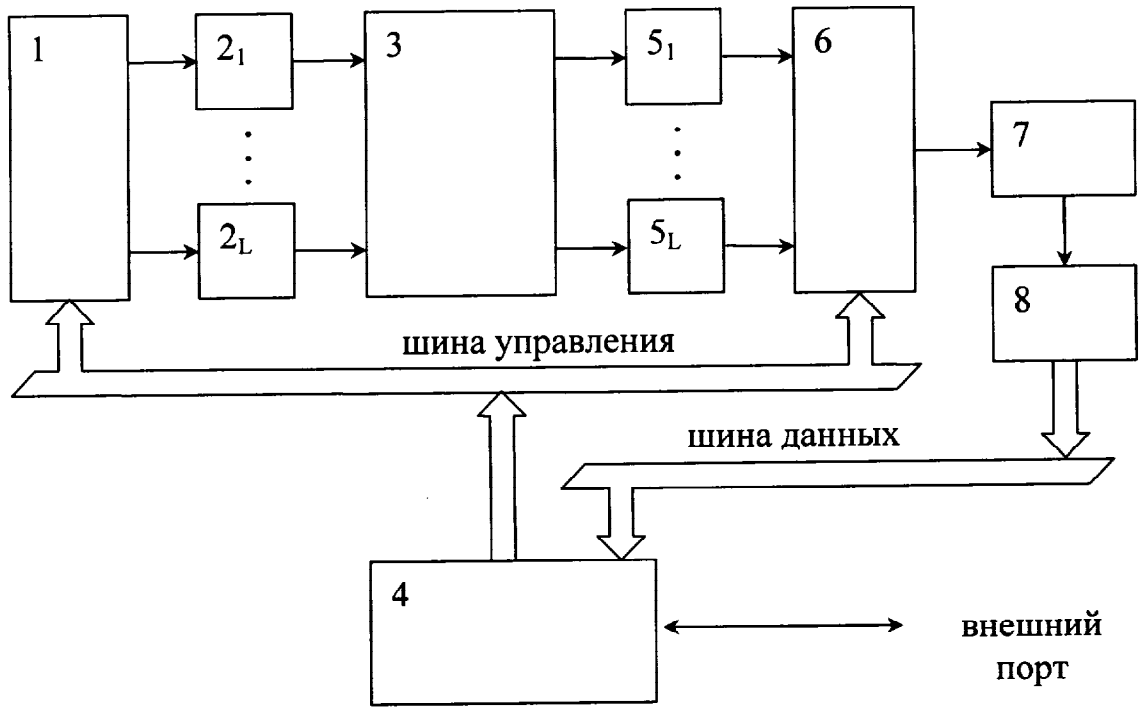 1
2₁
3
5₁
6
7
2L
5L
8
шина управления
шина данных
4
внешний
порт